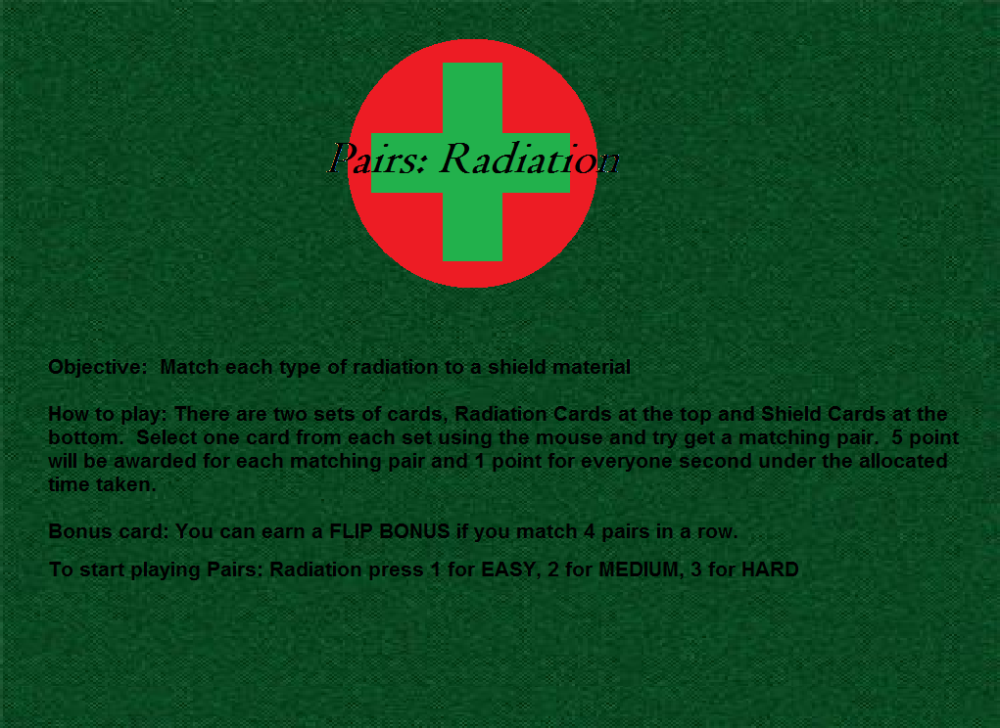 Pairs: Radiation
Objective:  Match each type of radiation to a shield material
How to play: There are two sets of cards, Radiation Cards at the top and Shield Cards at the
bottom.  Select one card from each set using the mouse and try get a matching pair.  5 point
will be awarded for each matching pair and 1 point for everyone second under the allocated
time taken.
Bonus card: You can earn a FLIP BONUS if you match 4 pairs in a row.
To start playing Pairs: Radiation press 1 for EASY, 2 for MEDIUM, 3 for HARD